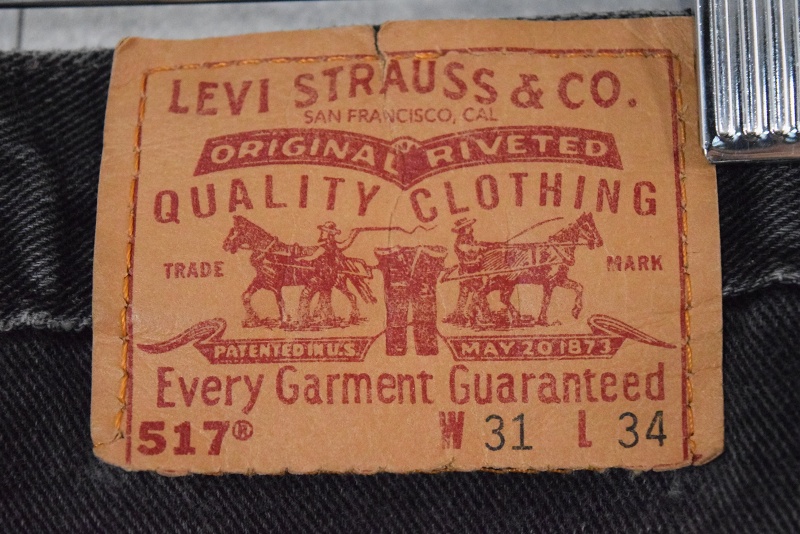 LEVI STRAUSS & CO.
SAN FRANCISCO, CAL
ORIGINAL RIVETED
QUALITY CLOTHING
TRADE MARK
PATENTED IN U.S. MAY 20 1873
Every Garment Guaranteed
517® W 31 L 34